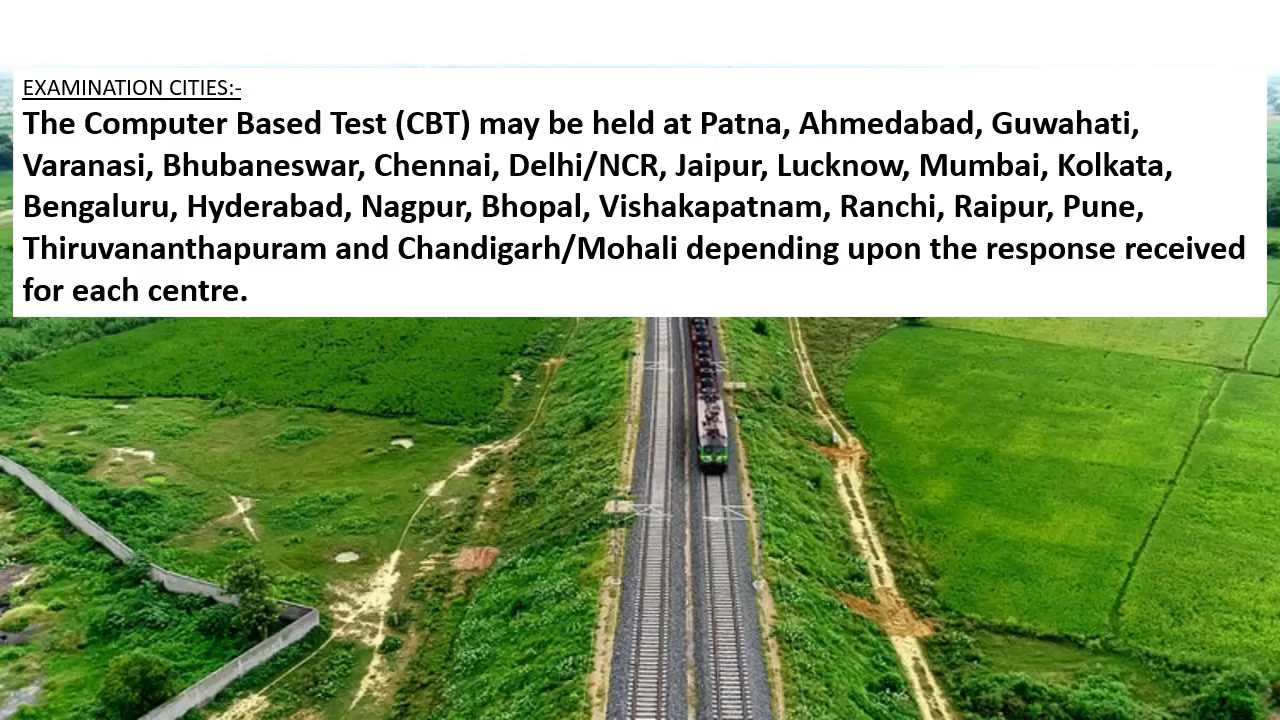 EXAMINATION CITIES:-
The Computer Based Test (CBT) may be held at Patna, Ahmedabad, Guwahati,
Varanasi, Bhubaneswar, Chennai, Delhi/NCR, Jaipur, Lucknow, Mumbai, Kolkata,
Bengaluru, Hyderabad, Nagpur, Bhopal, Vishakapatnam, Ranchi, Raipur, Pune,
Thiruvananthapuram and Chandigarh/Mohali depending upon the response received
for each centre.